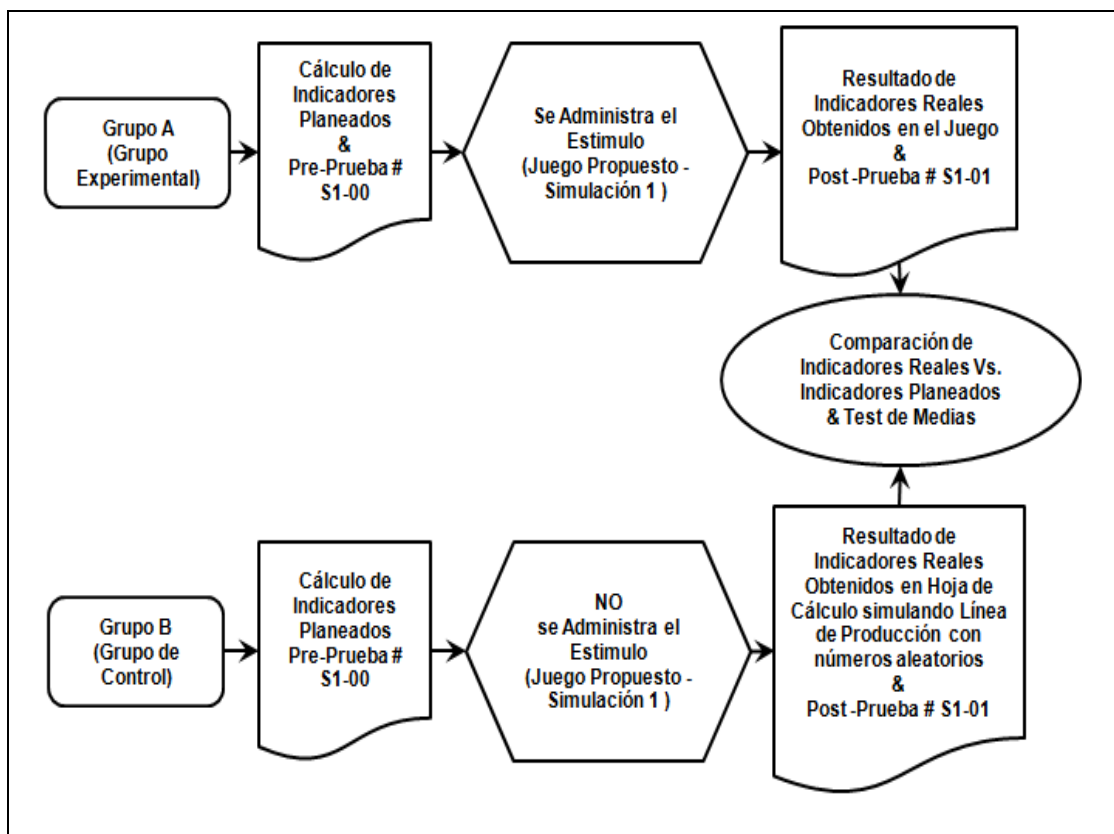 Grupo A
(Grupo
Experimental)
Cálculo de
Indicadores
Planeados
&
Pre-Prueba #
S1-00
Se Administra el
Estimulo
(Juego Propuesto -
Simulación 1 )
Resultado de
Indicadores Reales
Obtenidos en el Juego
&
Post -Prueba # S1-01
Comparación de
Indicadores Reales Vs.
Indicadores Planeados
& Test de Medias
Grupo B
(Grupo de
Control)
Cálculo de
Indicadores
Planeados
Pre-Prueba #
S1-00
NO
se Administra el
Estimulo
(Juego Propuesto -
Simulación 1 )
Resultado de
Indicadores Reales
Obtenidos en Hoja de
Cálculo simulando Línea
de Producción con
números aleatorios
&
Post -Prueba # S1-01